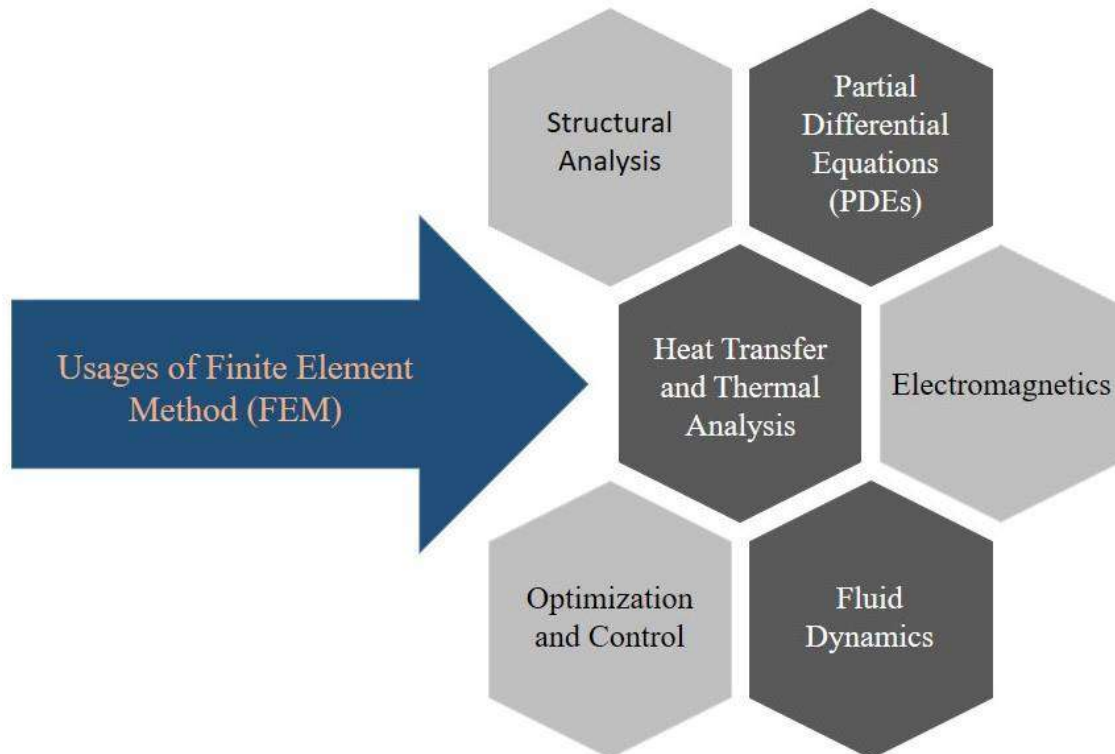 Usages of Finite Element
Method (FEM)
Structural
Analysis
Partial
Differential
Equations
(PDEs)
Heat Transfer
and Thermal
Analysis
Electromagnetics
Optimization
and Control
Fluid
Dynamics